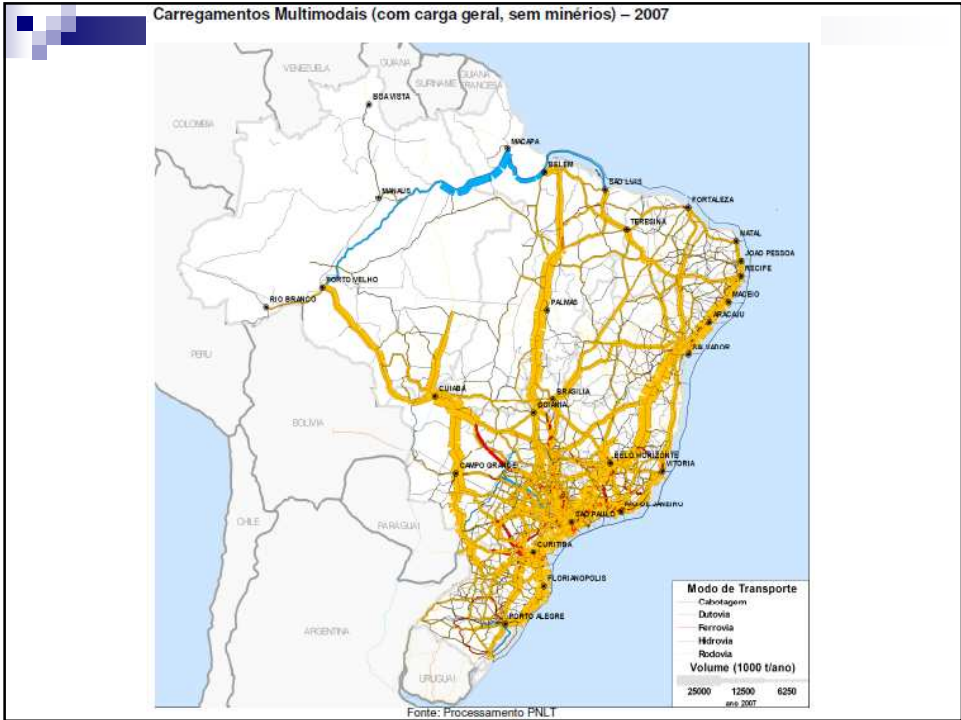 Carregamentos Multimodais (com carga geral, sem minérios) – 2007
VENEZUELA
GUIANA
SURINAME
GUIANA
FRANCESA
BOA VISTA
COLOMBIA
MACAPA
BELEM
MANAUS
SAO LUIS
FORTALEZA
TERESINA
NATAL
JOAO PESSOA
RECIFE
PORTO VELHO
MACEIO
RIO BRANCO
PALMAS
ARACAJU
PERU
SALVADOR
CUIABA
BRASILIA
GOIANIA
BOLIVIA
BELO HORIZONTE
CAMPO GRANDE
VITORIA
RIO DE JANEIRO
CHILE
PARAGUAI
SAO PAULO
CURITIBA
FLORIANOPOLIS
PORTO ALEGRE
ARGENTINA
URUGUAI
Modo de Transporte
Cabotagem
Dutovia
Ferrovia
Hidrovia
Rodovia
Volume (1000 t/ano)
25000 12500 6250
ano 2007
Fonte: Processamento PNLT